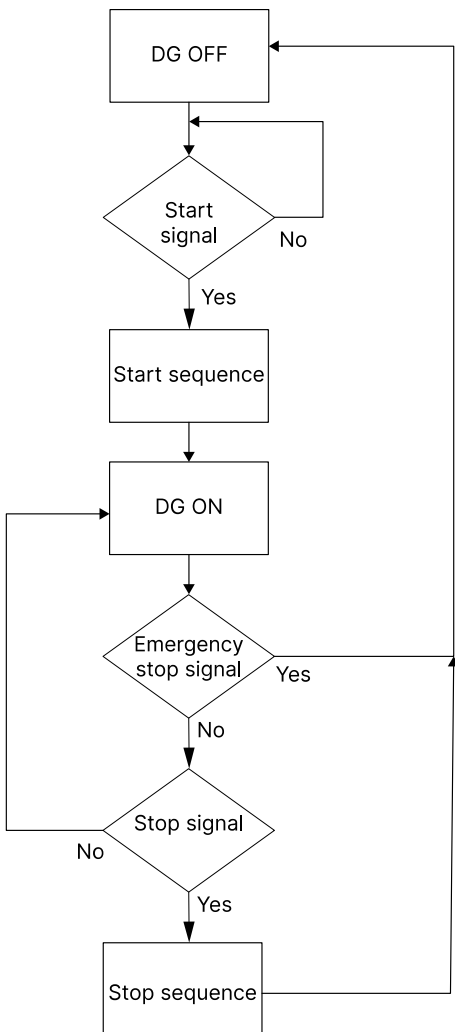 DG OFF
Start
signal
No
Yes
Start sequence
DG ON
Emergency
stop signal
Yes
No
Stop signal
No
Yes
Stop sequence